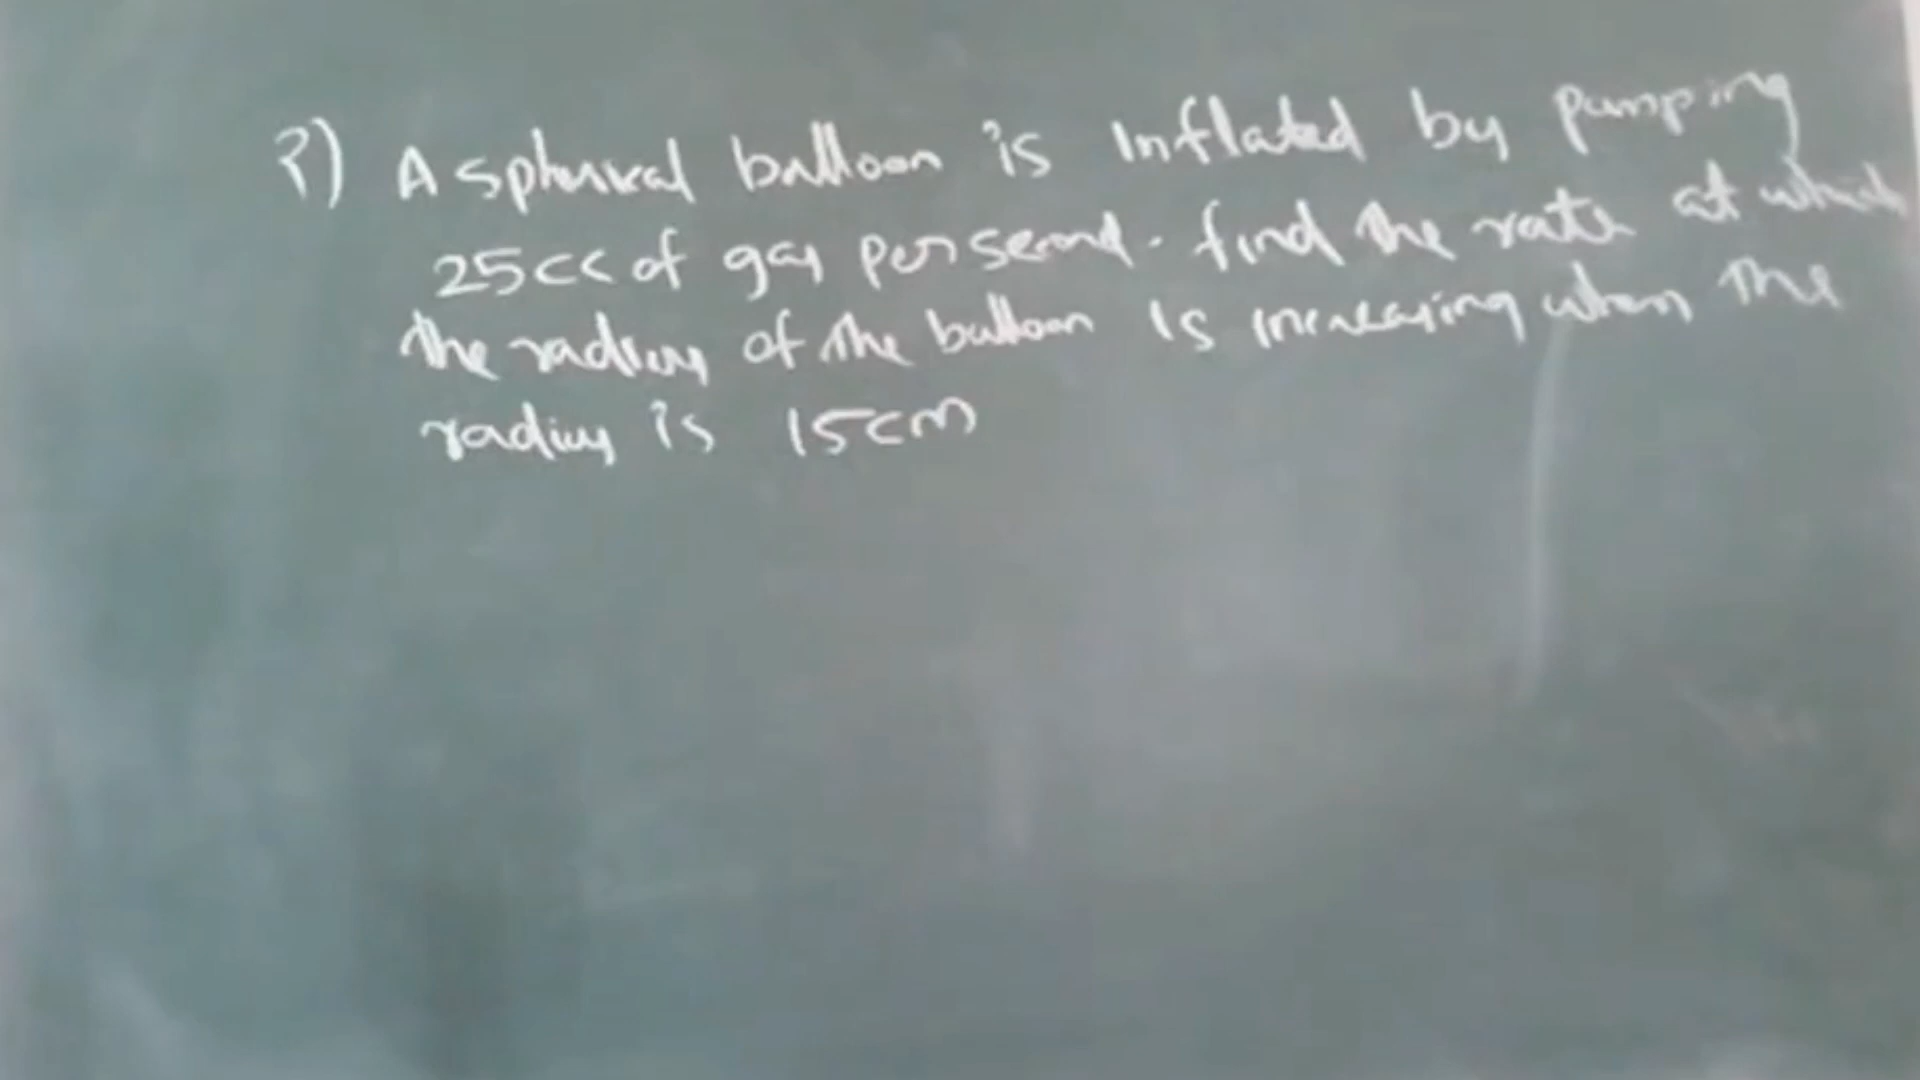 ?) A spherical balloon is Inflated by pumping
25cc of gas per second. find the rate at which
the radius of the balloon is increasing when the
radius is 15cm